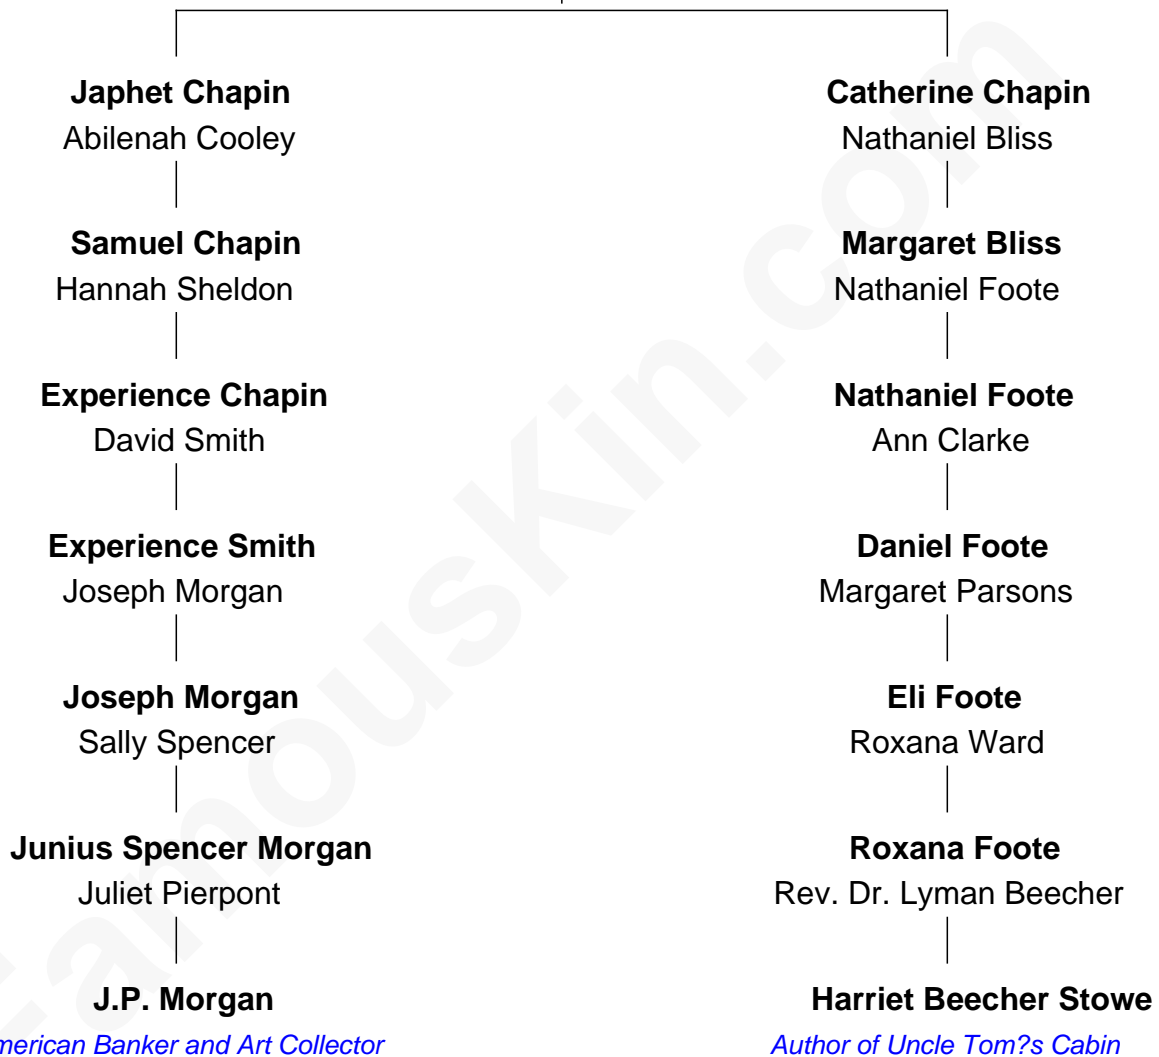 Japhet Chapin
Abilenah Cooley
Samuel Chapin
Hannah Sheldon
Experience Chapin
David Smith
Experience Smith
Joseph Morgan
Joseph Morgan
Sally Spencer
Junius Spencer Morgan
Juliet Pierpont
J.P. Morgan
merican Banker and Art Collector
Catherine Chapin
Nathaniel Bliss
Margaret Bliss
Nathaniel Foote
Nathaniel Foote
Ann Clarke
Daniel Foote
Margaret Parsons
Eli Foote
Roxana Ward
Roxana Foote
Rev. Dr. Lyman Beecher
Harriet Beecher Stowe
Author of Uncle Tom?s Cabin
FamousKin.com